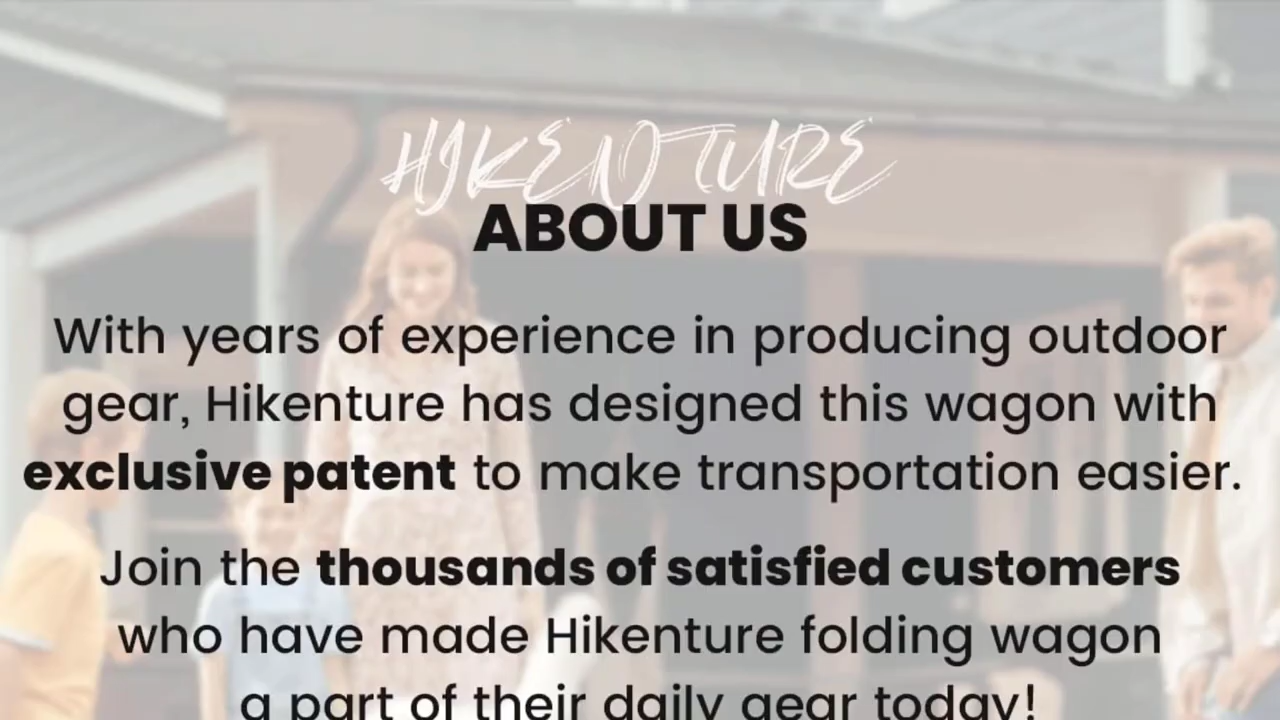 HIKENTURE
ABOUT US
With years of experience in producing outdoor
gear, Hikenture has designed this wagon with
exclusive patent to make transportation easier.
Join the thousands of satisfied customers
who have made Hikenture folding wagon
a part of their daily gear today!